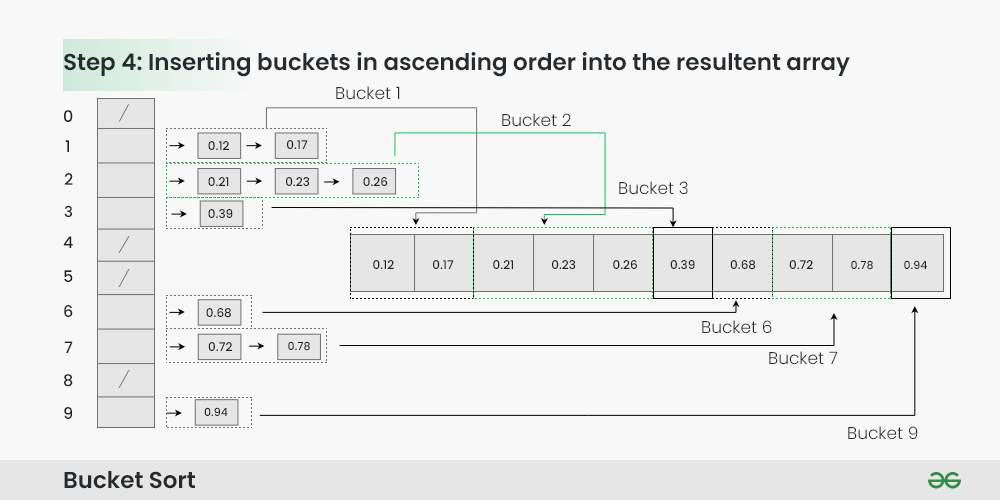 Step 4: Inserting buckets in ascending order into the resultent array
Bucket 1
Bucket 2
Bucket 3
0
1 0.12 0.17
2 0.21 0.23 0.26
3 0.39
4
5
0.12 0.17 0.21 0.23 0.26 0.39 0.68 0.72 0.78 0.94
6 0.68
Bucket 6
7 0.72 0.78
Bucket 7
8
9 0.94
Bucket 9
Bucket Sort